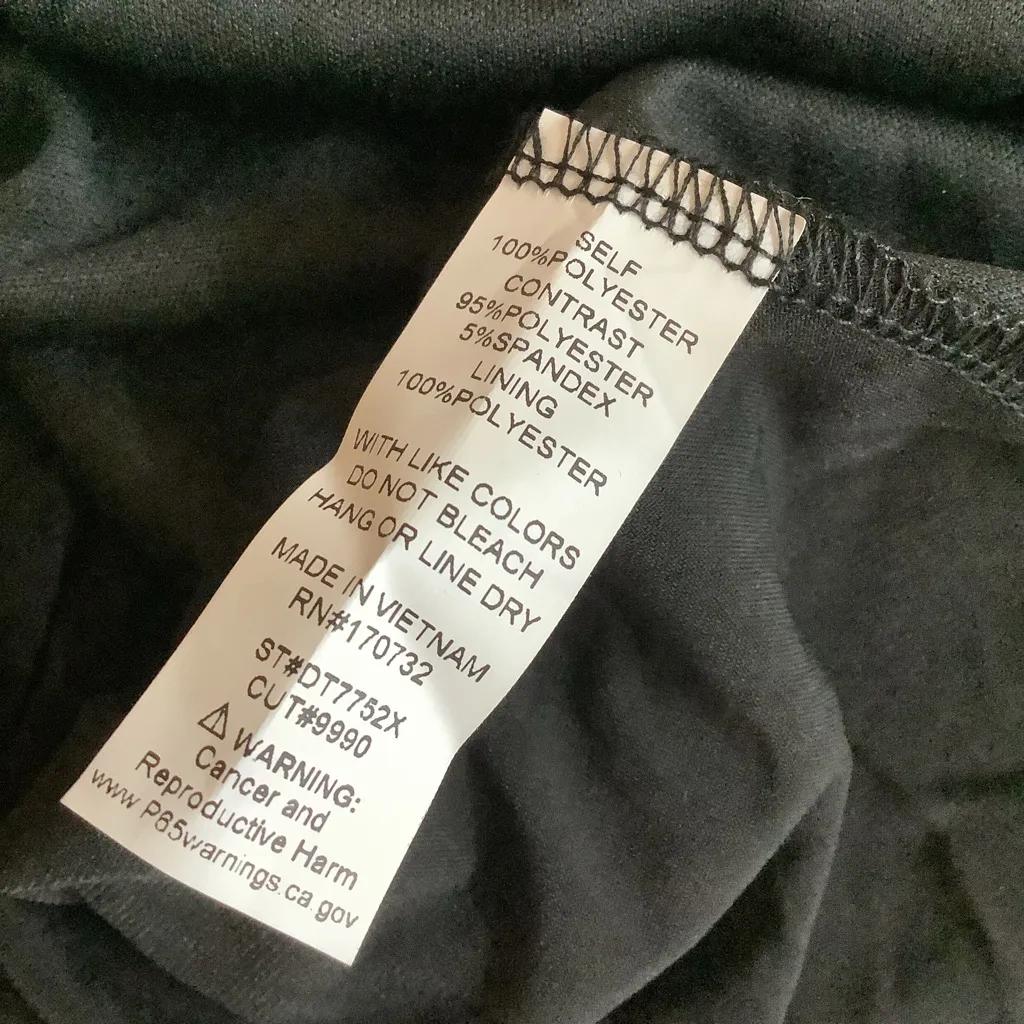 SELF
100%POLYESTER
CONTRAST
95%POLYESTER
5%SPANDEX
LINING
100%POLYESTER
WITH LIKE COLORS
DO NOT BLEACH
HANG OR LINE DRY
MADE IN VIETNAM
RN#170732
ST#DT7752X
CUT#9990
⚠ WARNING:
Cancer and
Reproductive Harm
www P65warnings.ca.gov